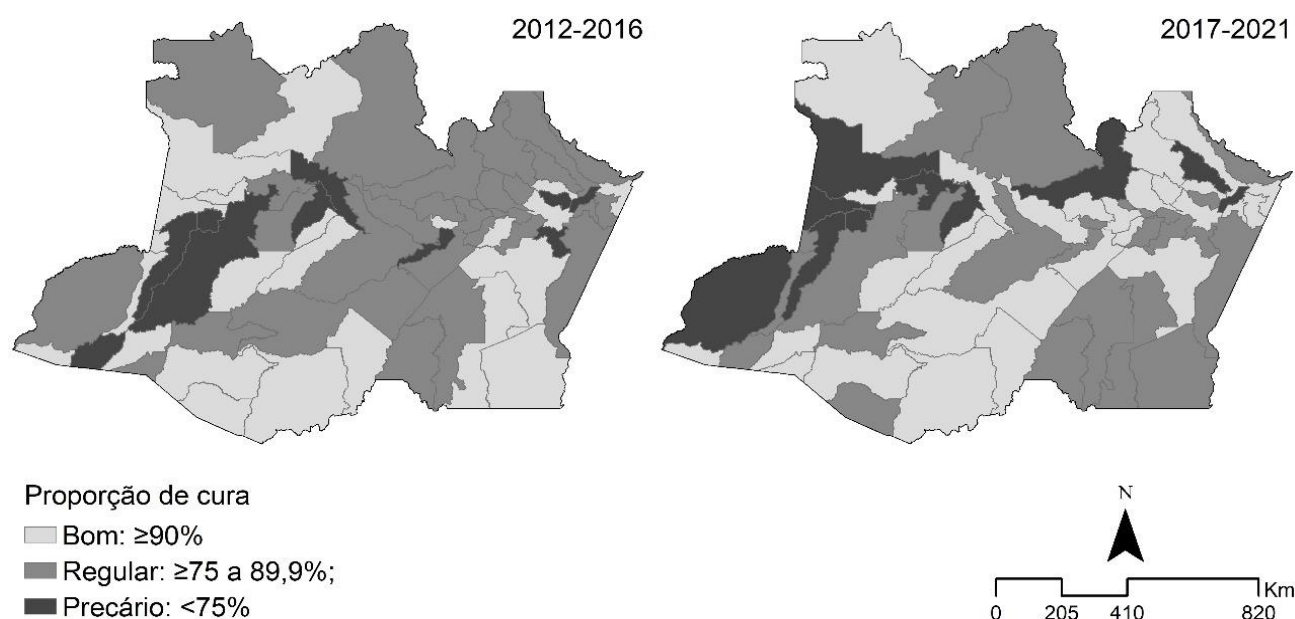 2012-2016
2017-2021
Proporção de cura
Bom: ≥90%
Regular: ≥75 a 89,9%;
Precário: <75%
N
Km
0 205 410 820